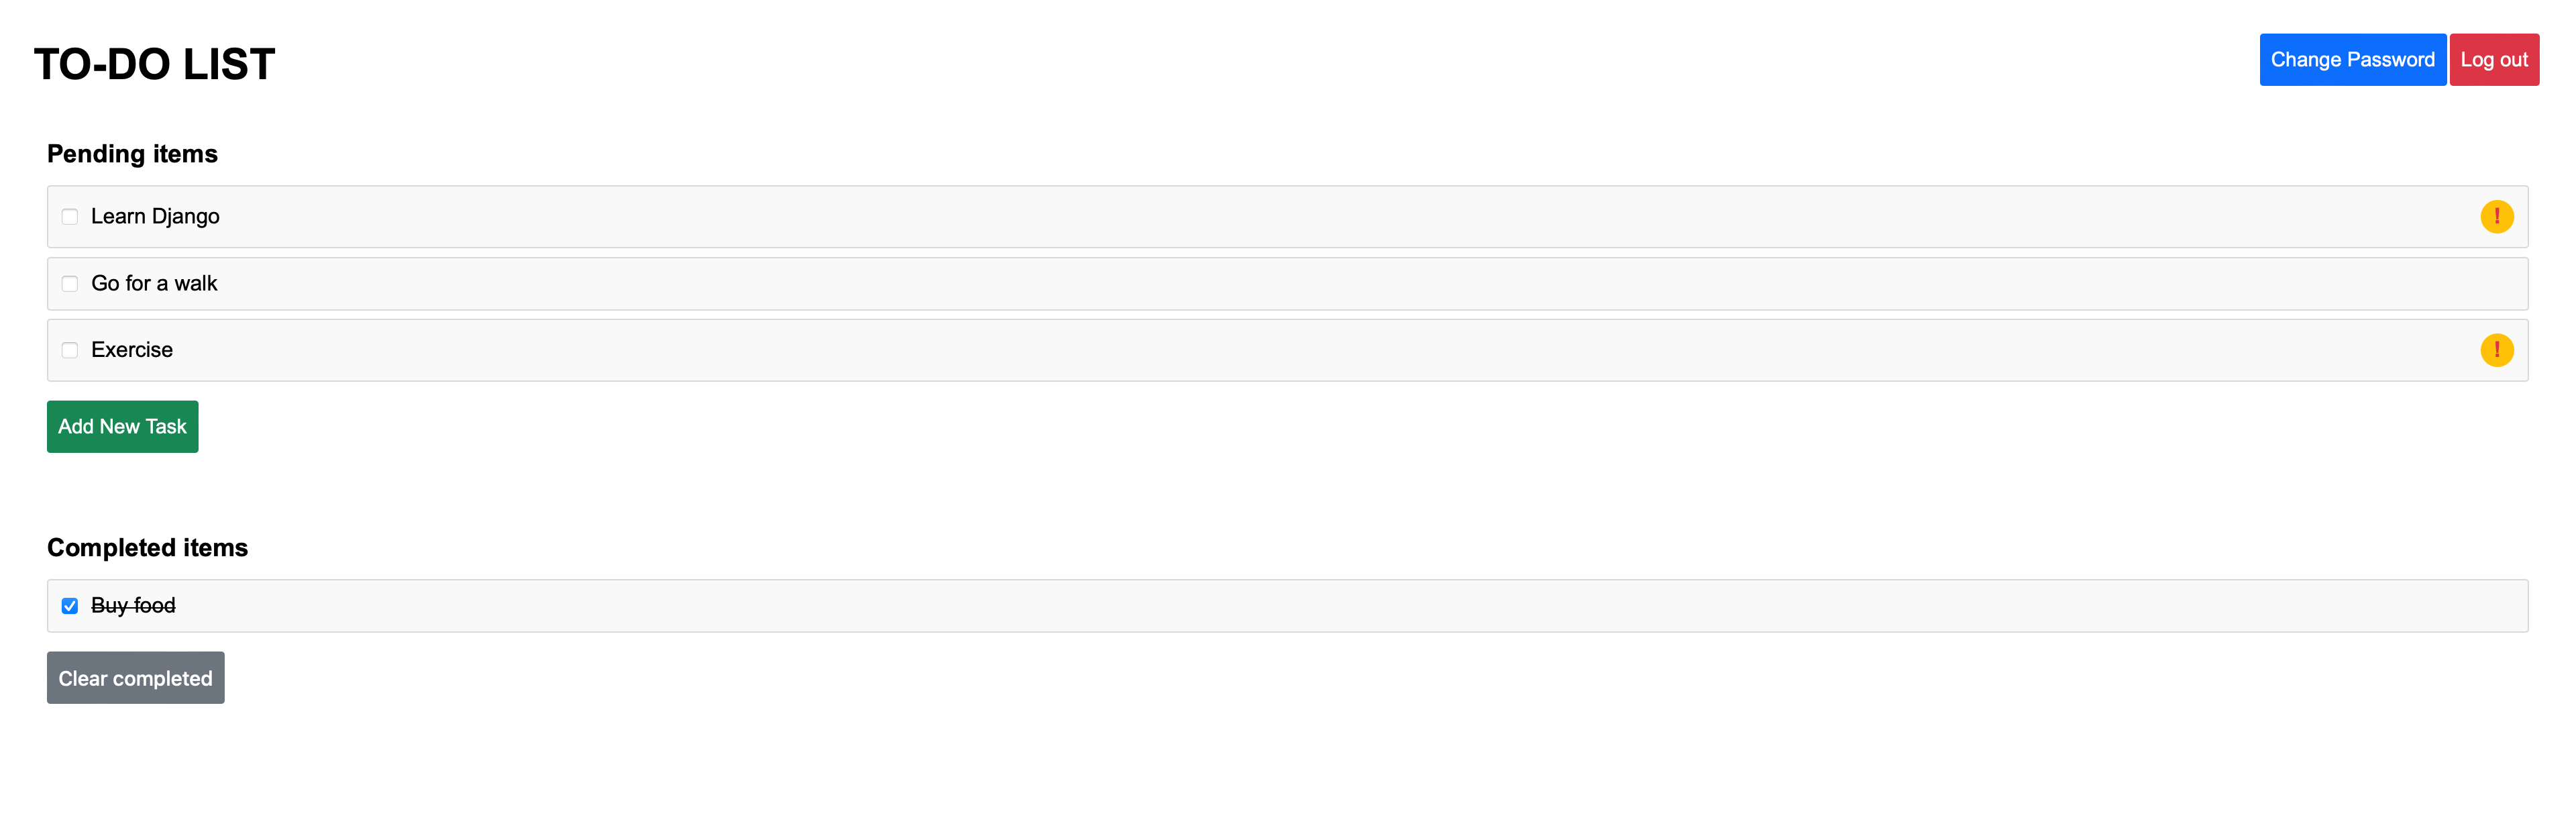 TO-DO LIST
Change Password
Log out
Pending items
Learn Django
!
Go for a walk
Exercise
!
Add New Task
Completed items
Buy food
Clear completed